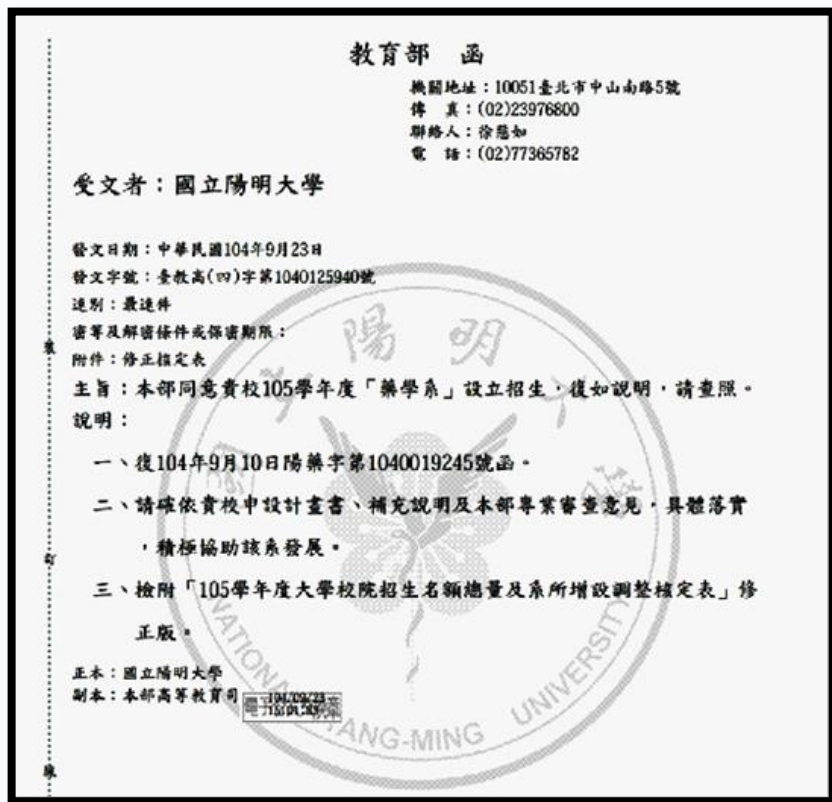 教育部 函
機關地址：10051臺北市中山南路5號
傳 真：(02)23976800
聯絡人：徐慈如
電 話：(02)77365782
受文者：國立陽明大學
發文日期：中華民國104年9月23日
發文字號：臺教高(四)字第1040125940號
速別：最速件
密等及解密條件或保密期限：
附件：修正核定表
主旨：本部同意貴校105學年度「藥學系」設立招生，復如說明，請查照。
說明：
一、復104年9月10日陽藥字第1040019245號函。
二、請確依貴校申設計畫書、補充說明及本部專業審查意見，具體落實
，積極協助該系發展。
三、檢附「105學年度大學校院招生名額總量及系所增設調整核定表」修
正版。
正本：國立陽明大學
副本：本部高等教育司
104/09/23
裝
訂
線
國立陽明大學
NATIONAL YANG-MING UNIVERSITY